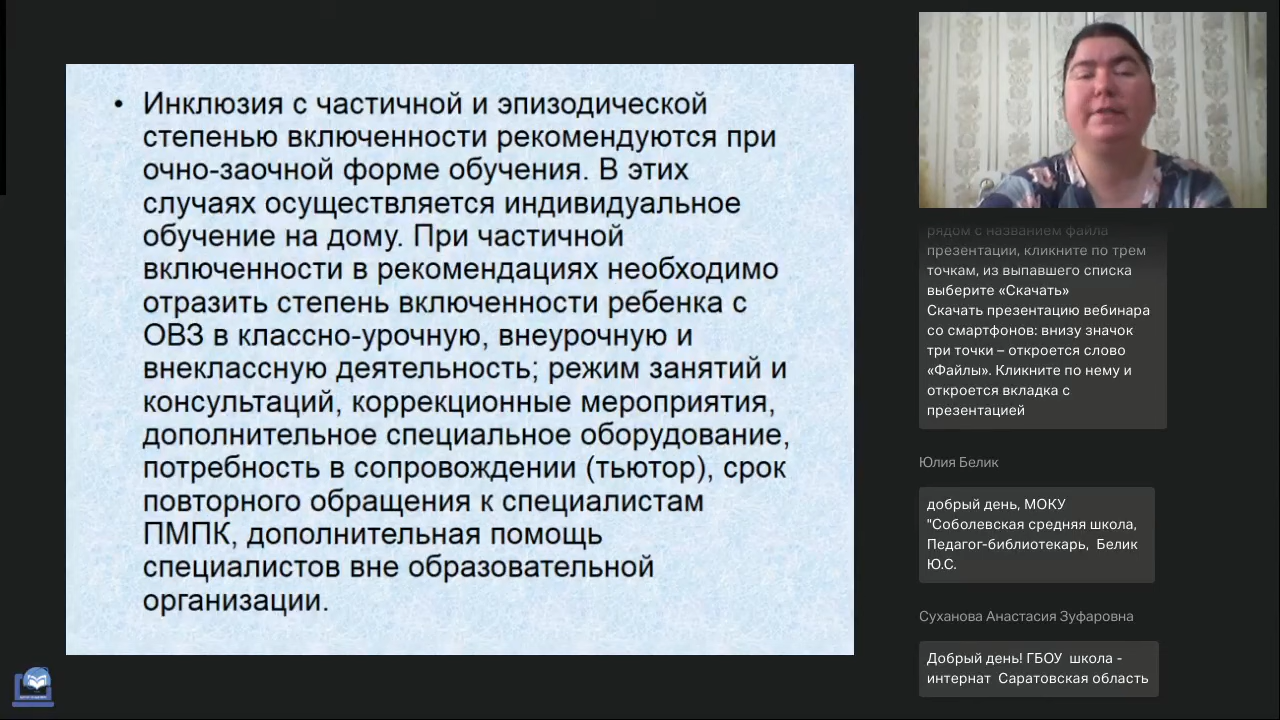 • Инклюзия с частичной и эпизодической
степенью включенности рекомендуются при
очно-заочной форме обучения. В этих
случаях осуществляется индивидуальное
обучение на дому. При частичной
включенности в рекомендациях необходимо
отразить степень включенности ребенка с
ОВЗ в классно-урочную, внеурочную и
внеклассную деятельность; режим занятий и
консультаций, коррекционные мероприятия,
дополнительное специальное оборудование,
потребность в сопровождении (тьютор), срок
повторного обращения к специалистам
ПМПК, дополнительная помощь
специалистов вне образовательной
организации.
рядом с названием файла
презентации, кликните по трем
точкам, из выпавшего списка
выберите «Скачать»
Скачать презентацию вебинара
со смартфонов: внизу значок
три точки – откроется слово
«Файлы». Кликните по нему и
откроется вкладка с
презентацией
Юлия Белик
добрый день, МОКУ
"Соболевская средняя школа,
Педагог-библиотекарь, Белик
Ю.С.
Суханова Анастасия Зуфаровна
Добрый день! ГБОУ школа -
интернат Саратовская область